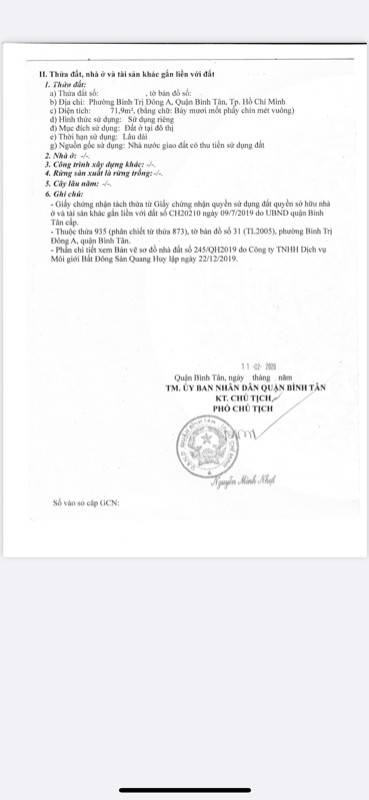 II. Thửa đất, nhà ở và tài sản khác gắn liền với đất
1. Thửa đất:
a) Thửa đất số: , tờ bản đồ số:
b) Địa chỉ: Phường Bình Trị Đông A, Quận Bình Tân, Tp. Hồ Chí Minh
c) Diện tích: 71,9m², (bằng chữ: Bảy mươi mốt phẩy chín mét vuông)
d) Hình thức sử dụng: Sử dụng riêng
đ) Mục đích sử dụng: Đất ở tại đô thị
e) Thời hạn sử dụng: Lâu dài
g) Nguồn gốc sử dụng: Nhà nước giao đất có thu tiền sử dụng đất
2. Nhà ở: -/-.
3. Công trình xây dựng khác: -/-.
4. Rừng sản xuất là rừng trồng: -/-.
5. Cây lâu năm: -/-.
6. Ghi chú:
- Giấy chứng nhận tách thửa từ Giấy chứng nhận quyền sử dụng đất quyền sở hữu nhà
ở và tài sản khác gắn liền với đất số CH20210 ngày 09/7/2019 do UBND quận Bình
Tân cấp.
- Thuộc thửa 935 (phân chiết từ thửa 873), tờ bản đồ số 31 (TL2005), phường Bình Trị
Đông A, quận Bình Tân.
- Phần chi tiết xem Bản vẽ sơ đồ nhà đất số 245/QH2019 do Công ty TNHH Dịch vụ
Môi giới Bất Động Sản Quang Huy lập ngày 22/12/2019.
11 -02- 2020
Quận Bình Tân, ngày tháng năm
TM. ỦY BAN NHÂN DÂN QUẬN BÌNH TÂN
KT. CHỦ TỊCH
PHÓ CHỦ TỊCH
Nguyễn Minh Nhựt
Số vào sổ cấp GCN: